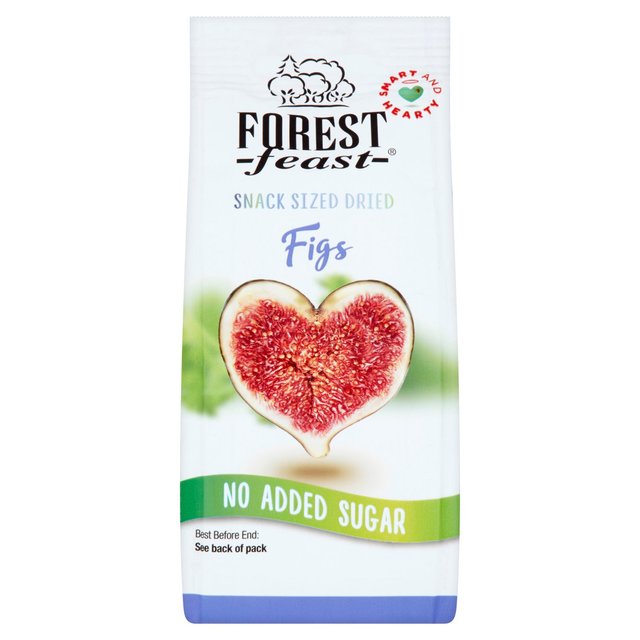 SMART AND
HEARTY
FOREST
feast®
SNACK SIZED DRIED
Figs
NO ADDED SUGAR
Best Before End:
See back of pack